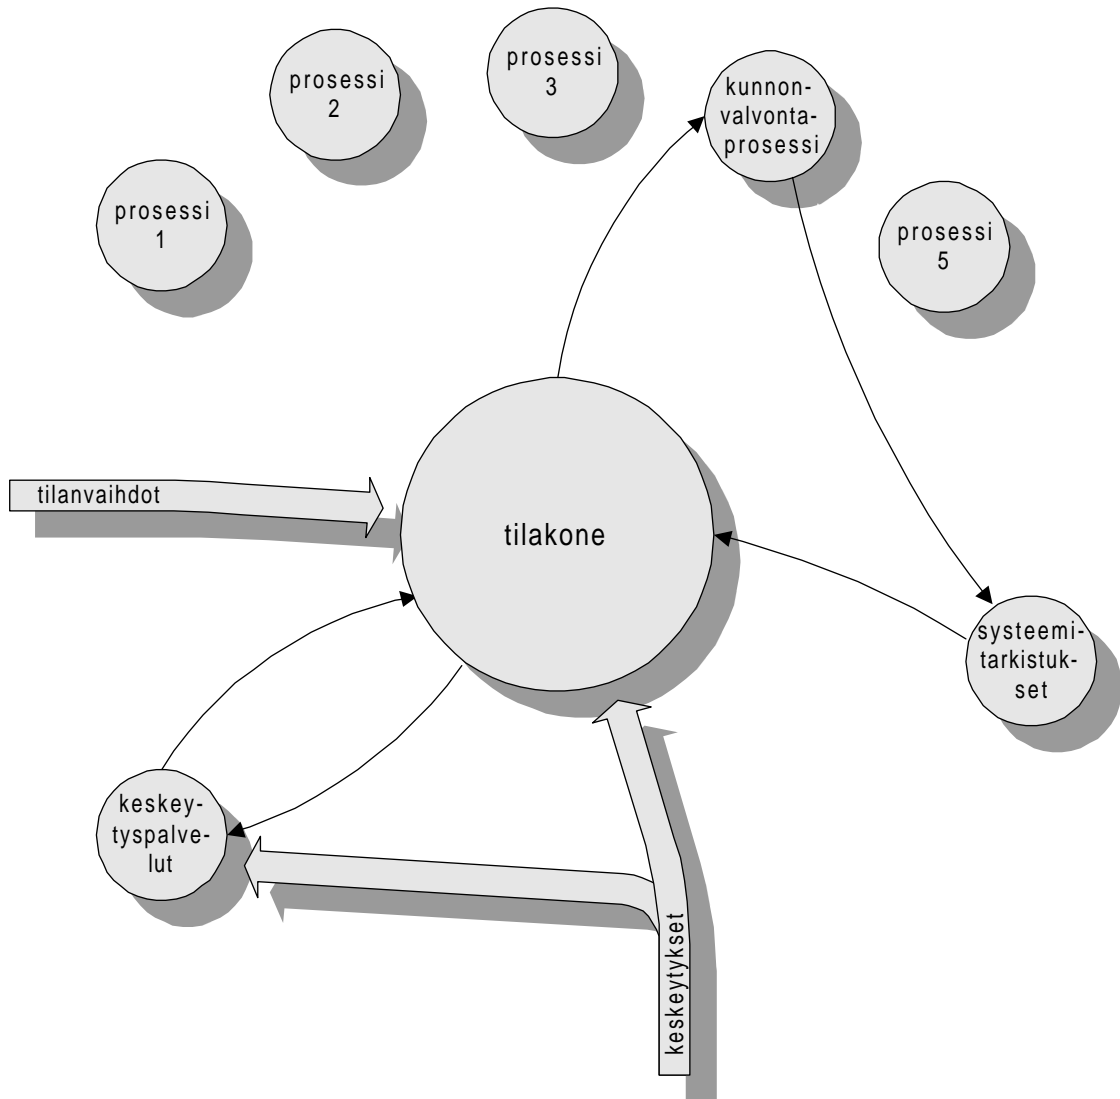 prosessi
1
prosessi
2
prosessi
3
kunnon-
valvonta-
prosessi
prosessi
5
tilanvaihdot
tilakone
systeemi-
tarkistuk-
set
keskey-
tyspalve-
lut
keskeytykset